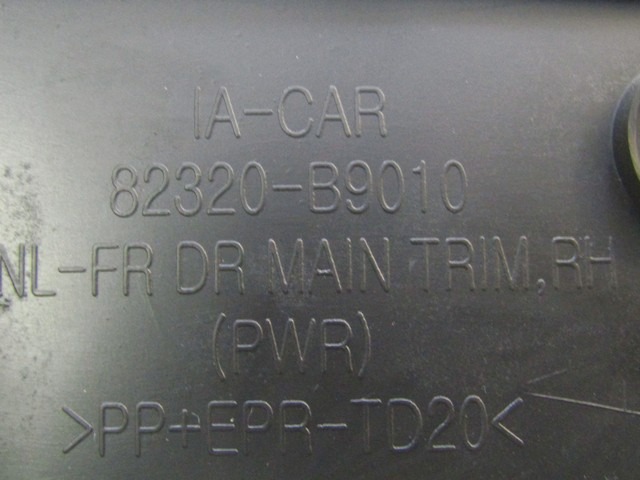 IA-CAR
82320-B9010
NL-FR DR MAIN TRIM,RH
(PWR)
>PP+EPR-TD20<